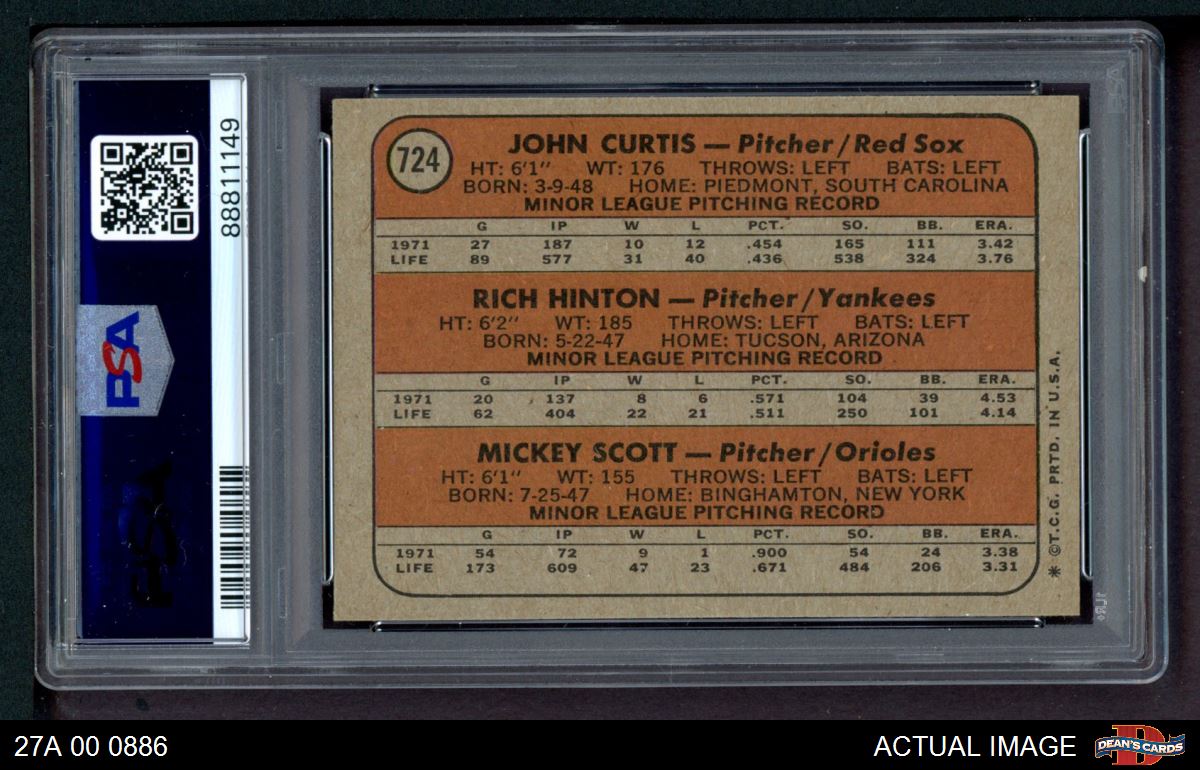 PSA
88811149
724
JOHN CURTIS — Pitcher/Red Sox
HT: 6'1" WT: 176 THROWS: LEFT BATS: LEFT
BORN: 3-9-48 HOME: PIEDMONT, SOUTH CAROLINA
MINOR LEAGUE PITCHING RECORD
G IP W L PCT. SO. BB. ERA.
1971 27 187 10 12 .454 165 111 3.42
LIFE 89 577 31 40 .436 538 324 3.76
RICH HINTON — Pitcher/Yankees
HT: 6'2" WT: 185 THROWS: LEFT BATS: LEFT
BORN: 5-22-47 HOME: TUCSON, ARIZONA
MINOR LEAGUE PITCHING RECORD
G IP W L PCT. SO. BB. ERA.
1971 20 137 8 6 .571 104 39 4.53
LIFE 62 404 22 21 .511 250 101 4.14
MICKEY SCOTT — Pitcher/Orioles
HT: 6'1" WT: 155 THROWS: LEFT BATS: LEFT
BORN: 7-25-47 HOME: BINGHAMTON, NEW YORK
MINOR LEAGUE PITCHING RECORD
G IP W L PCT. SO. BB. ERA.
1971 54 72 9 1 .900 54 24 3.38
LIFE 173 609 47 23 .671 484 206 3.31
* ©T.C.G. PRTD. IN U.S.A.
PSA
27A 00 0886
ACTUAL IMAGE
DEAN'S CARDS